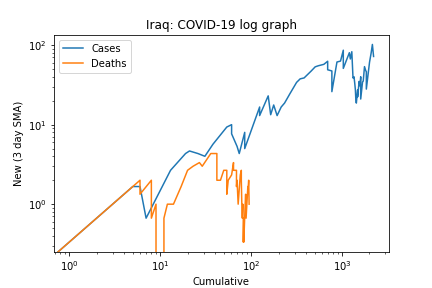 Iraq: COVID-19 log graph
Cases
Deaths
New (3 day SMA)
10²
10¹
10⁰
10⁰ 10¹ 10² 10³
Cumulative